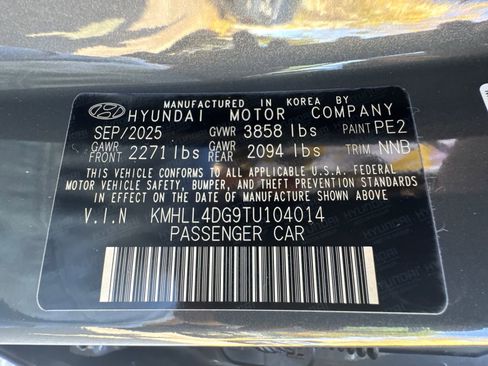 MANUFACTURED IN KOREA BY
HYUNDAI MOTOR COMPANY
SEP/2025 GVWR 3858 lbs PAINT PE2
GAWR FRONT 2271 lbs GAWR REAR 2094 lbs TRIM NNB
THIS VEHICLE CONFORMS TO ALL APPLICABLE U.S.A. FEDERAL
MOTOR VEHICLE SAFETY, BUMPER, AND THEFT PREVENTION STANDARDS
IN EFFECT ON THE DATE OF MANUFACTURE SHOWN ABOVE
V.I.N KMHLL4DG9TU104014
PASSENGER CAR